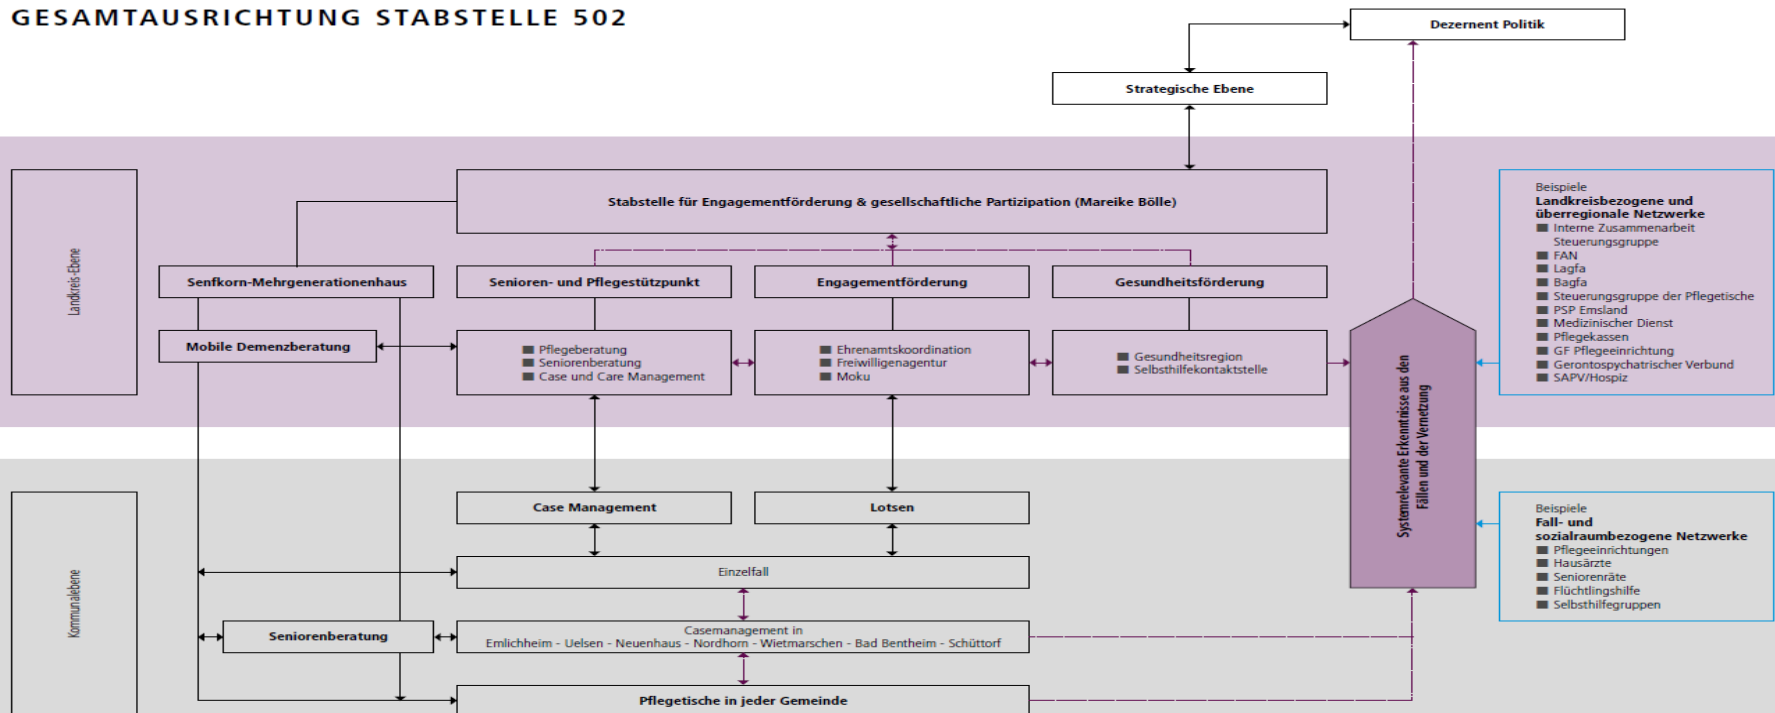 GESAMTAUSRICHTUNG STABSTELLE 502
Dezernent Politik
Strategische Ebene
Landkreis-Ebene
Stabstelle für Engagementförderung & gesellschaftliche Partizipation (Mareike Bölle)
Senfkorn-Mehrgenerationenhaus
Senioren- und Pflegestützpunkt
Engagementförderung
Gesundheitsförderung
Mobile Demenzberatung
Pflegeberatung
Seniorenberatung
Case und Care Management
Ehrenamtskoordination
Freiwilligenagentur
Moku
Gesundheitsregion
Selbsthilfekontaktstelle
Beispiele
Landkreisbezogene und
überregionale Netzwerke
Interne Zusammenarbeit
Steuerungsgruppe
FAN
Lagfa
Bagfa
Steuerungsgruppe der Pflegetische
PSP Emsland
Medizinischer Dienst
Pflegekassen
GF Pflegeeinrichtung
Gerontospychatrischer Verbund
SAPV/Hospiz
Systemrelevante Erkenntnisse aus den
Fällen und der Vernetzung
Kommunalebene
Case Management
Lotsen
Einzelfall
Seniorenberatung
Casemanagement in
Emlichheim - Uelsen - Neuenhaus - Nordhorn - Wietmarschen - Bad Bentheim - Schüttorf
Pflegetische in jeder Gemeinde
Beispiele
Fall- und
sozialraumbezogene Netzwerke
Pflegeeinrichtungen
Hausärzte
Seniorenräte
Flüchtlingshilfe
Selbsthilfegruppen